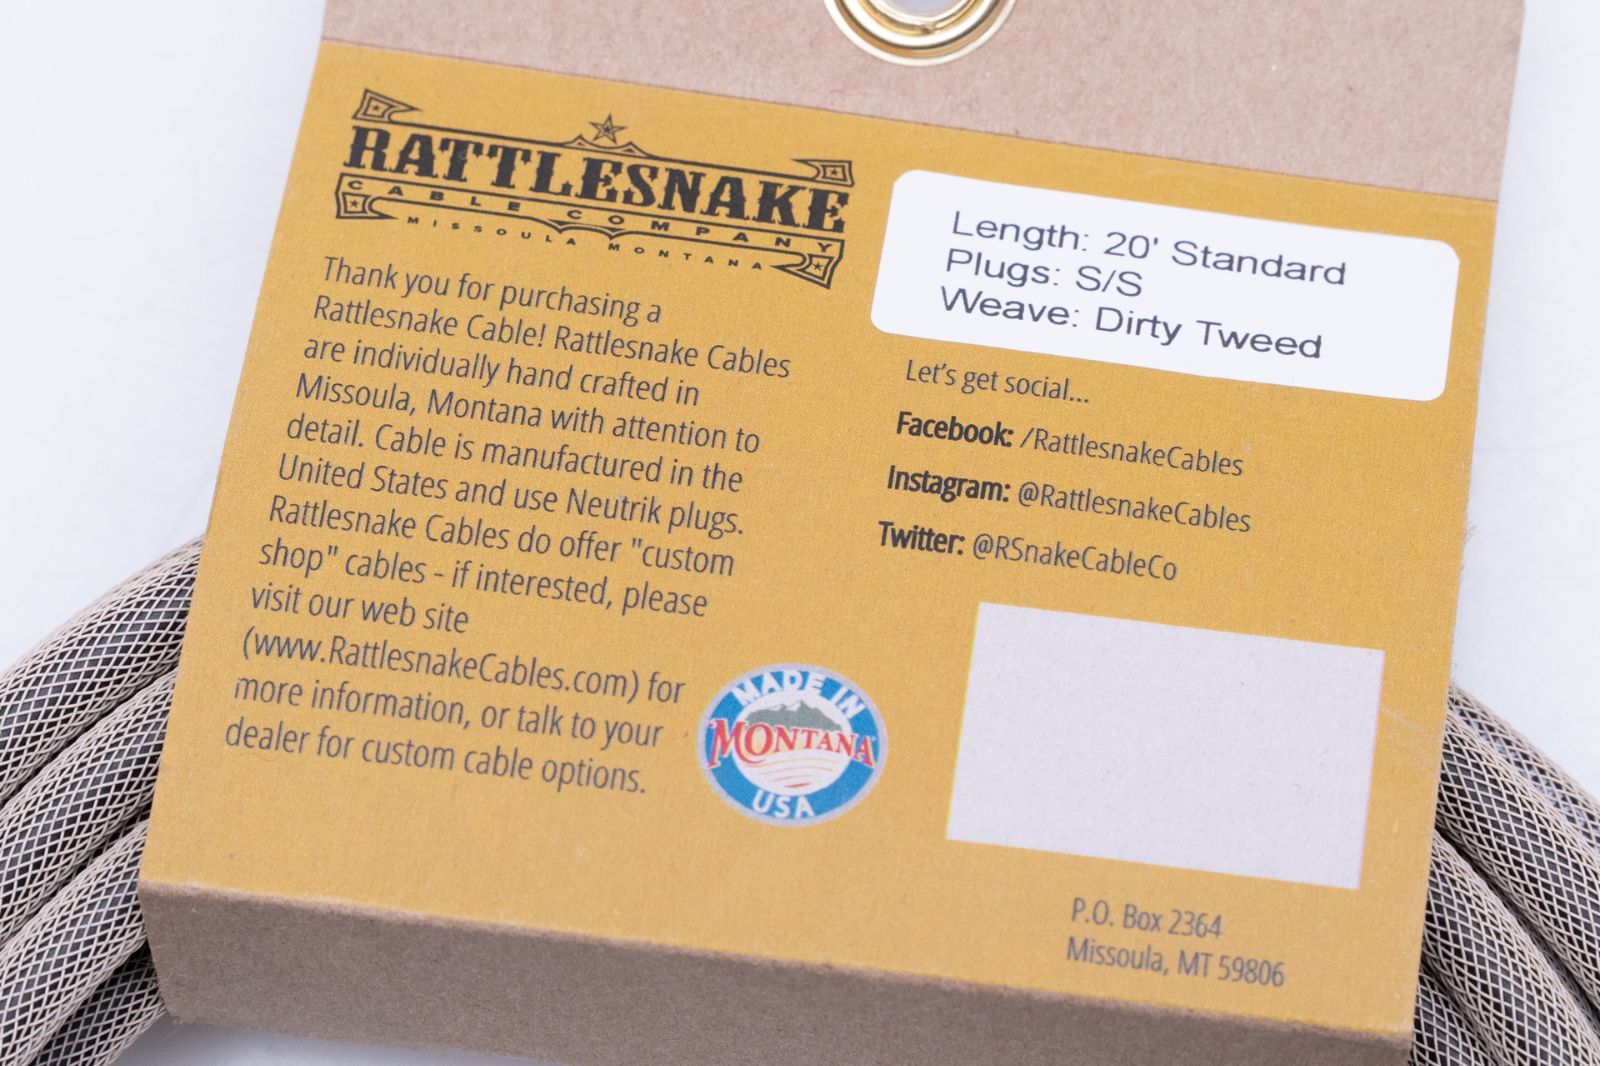 RATTLESNAKE
CABLE COMPANY
MISSOULA MONTANA
Thank you for purchasing a
Rattlesnake Cable! Rattlesnake Cables
are individually hand crafted in
Missoula, Montana with attention to
detail. Cable is manufactured in the
United States and use Neutrik plugs.
Rattlesnake Cables do offer "custom
shop" cables - if interested, please
visit our web site
(www.RattlesnakeCables.com) for
more information, or talk to your
dealer for custom cable options.
MADE IN
MONTANA
USA
Length: 20' Standard
Plugs: S/S
Weave: Dirty Tweed
Let's get social...
Facebook: /RattlesnakeCables
Instagram: @RattlesnakeCables
Twitter: @RSnakeCableCo
P.O. Box 2364
Missoula, MT 59806